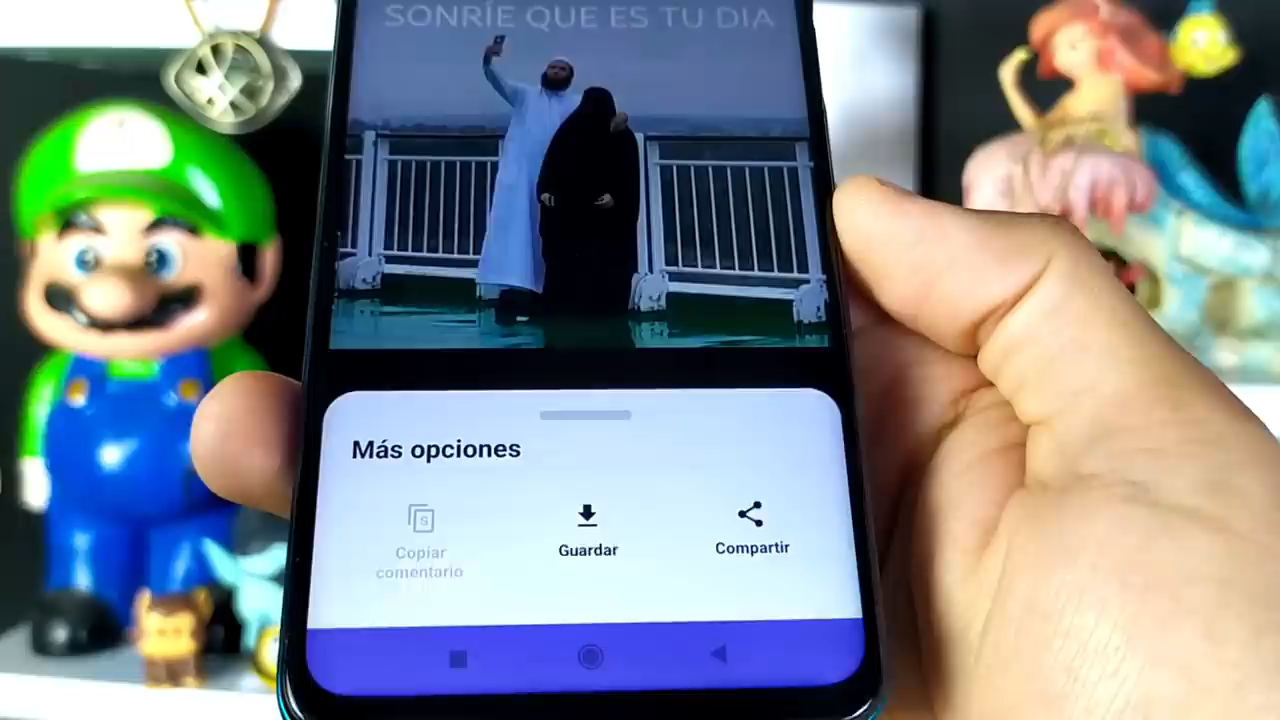 SONRÍE QUE ES TU DIA
Más opciones
Copiar
comentario
Guardar
Compartir